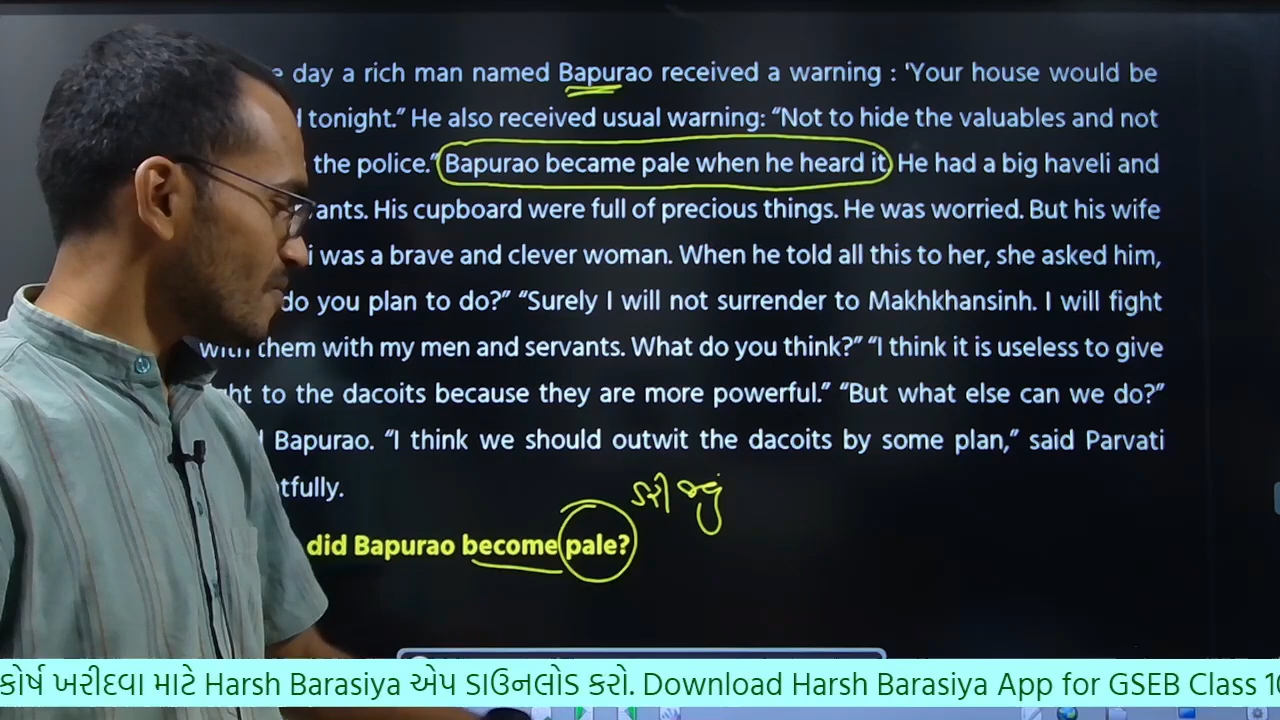 day a rich man named Bapurao received a warning : 'Your house would be
tonight.” He also received usual warning: “Not to hide the valuables and not
the police.” Bapurao became pale when he heard it. He had a big haveli and
His cupboard were full of precious things. He was worried. But his wife
was a brave and clever woman. When he told all this to her, she asked him,
do you plan to do?” “Surely I will not surrender to Makhkhansinh. I will fight
with them with my men and servants. What do you think?” “I think it is useless to give
to the dacoits because they are more powerful.” “But what else can we do?”
Bapurao. “I think we should outwit the dacoits by some plan,” said Parvati
ડરી જવું
did Bapurao become pale?
કોર્ષ ખરીદવા માટે Harsh Barasiya એપ ડાઉનલોડ કરો. Download Harsh Barasiya App for GSEB Class 10